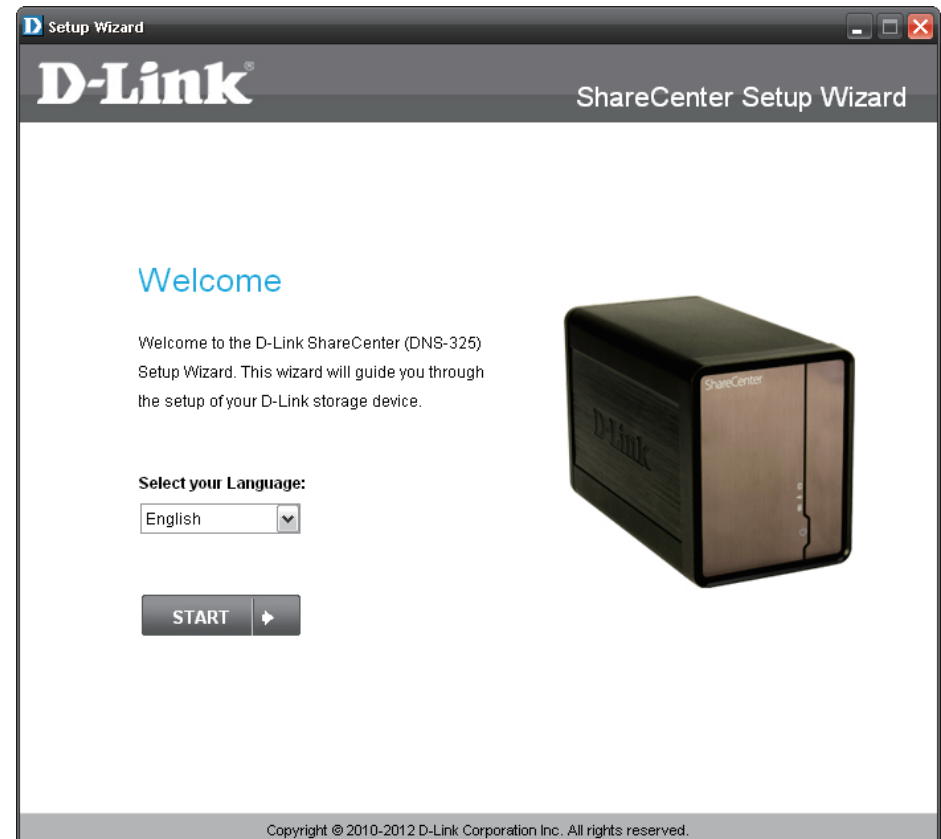 Setup Wizard
D-Link®
ShareCenter Setup Wizard
Welcome
Welcome to the D-Link ShareCenter (DNS-325)
Setup Wizard. This wizard will guide you through
the setup of your D-Link storage device.
ShareCenter
D-Link
Select your Language:
English
START
Copyright © 2010-2012 D-Link Corporation Inc. All rights reserved.